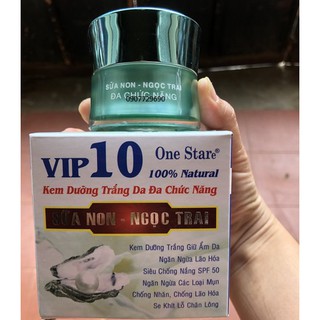 SỮA NON - NGỌC TRAI
ĐA CHỨC NĂNG
0907729690
VIP10
One Stare®
100% Natural
Kem Dưỡng Trắng Da Đa Chức Năng
SỮA NON - NGỌC TRAI
Kem Dưỡng Trắng Giữ Ẩm Da
Ngăn Ngừa Lão Hóa
Siêu Chống Nắng SPF 50
Ngăn Ngừa Các Loại Mụn
Chống Nhăn, Chống Lão Hóa
Se Khít Lỗ Chân Lông